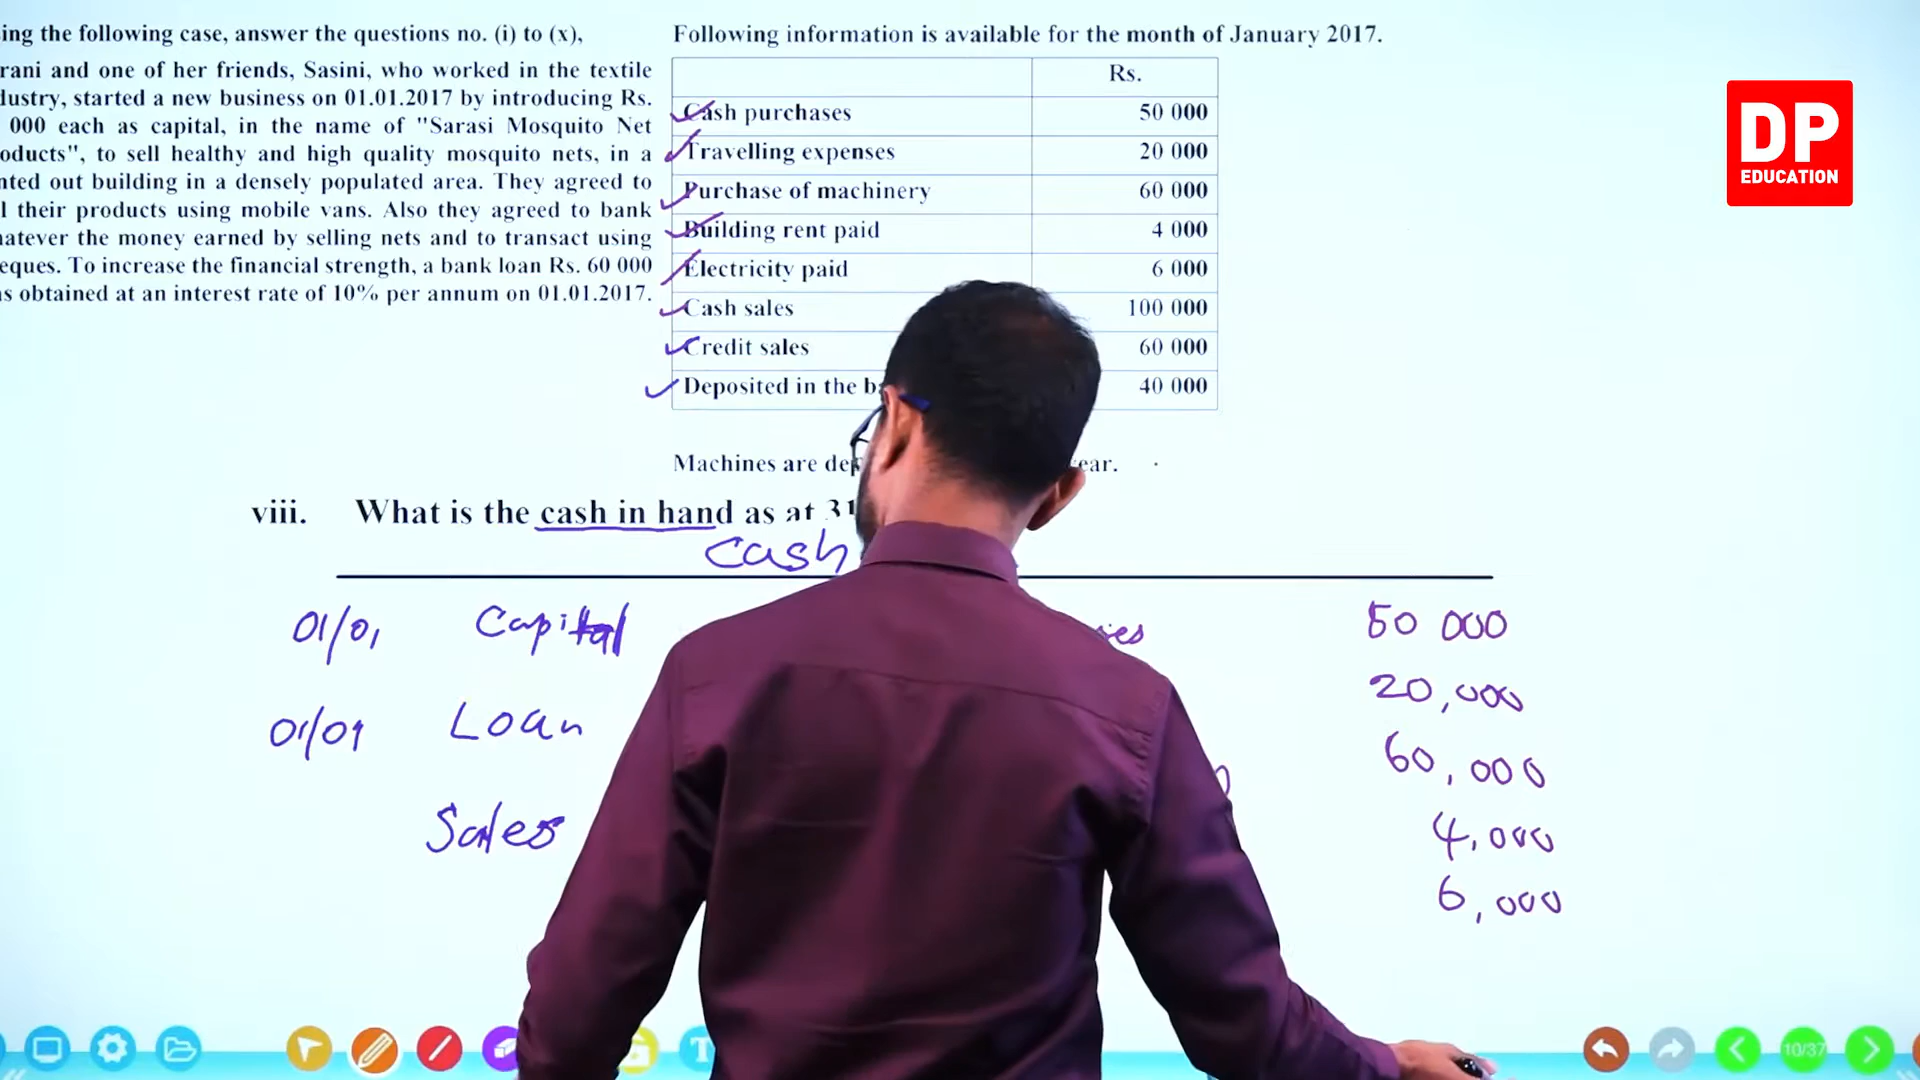 ing the following case, answer the questions no. (i) to (x),
rani and one of her friends, Sasini, who worked in the textile
dustry, started a new business on 01.01.2017 by introducing Rs.
000 each as capital, in the name of "Sarasi Mosquito Net
oducts", to sell healthy and high quality mosquito nets, in a
nted out building in a densely populated area. They agreed to
l their products using mobile vans. Also they agreed to bank
hatever the money earned by selling nets and to transact using
eques. To increase the financial strength, a bank loan Rs. 60 000
as obtained at an interest rate of 10% per annum on 01.01.2017.
Following information is available for the month of January 2017.
Rs.
Cash purchases 50 000
Travelling expenses 20 000
Purchase of machinery 60 000
Building rent paid 4 000
Electricity paid 6 000
Cash sales 100 000
Credit sales 60 000
Deposited in the 40 000
Machines are ear.
DP
EDUCATION
viii. What is the cash in hand as at 31
Cash
01/01 Capital 50 000
20,000
01/01 Loan 60,000
Sales 4,000
6,000
10/37